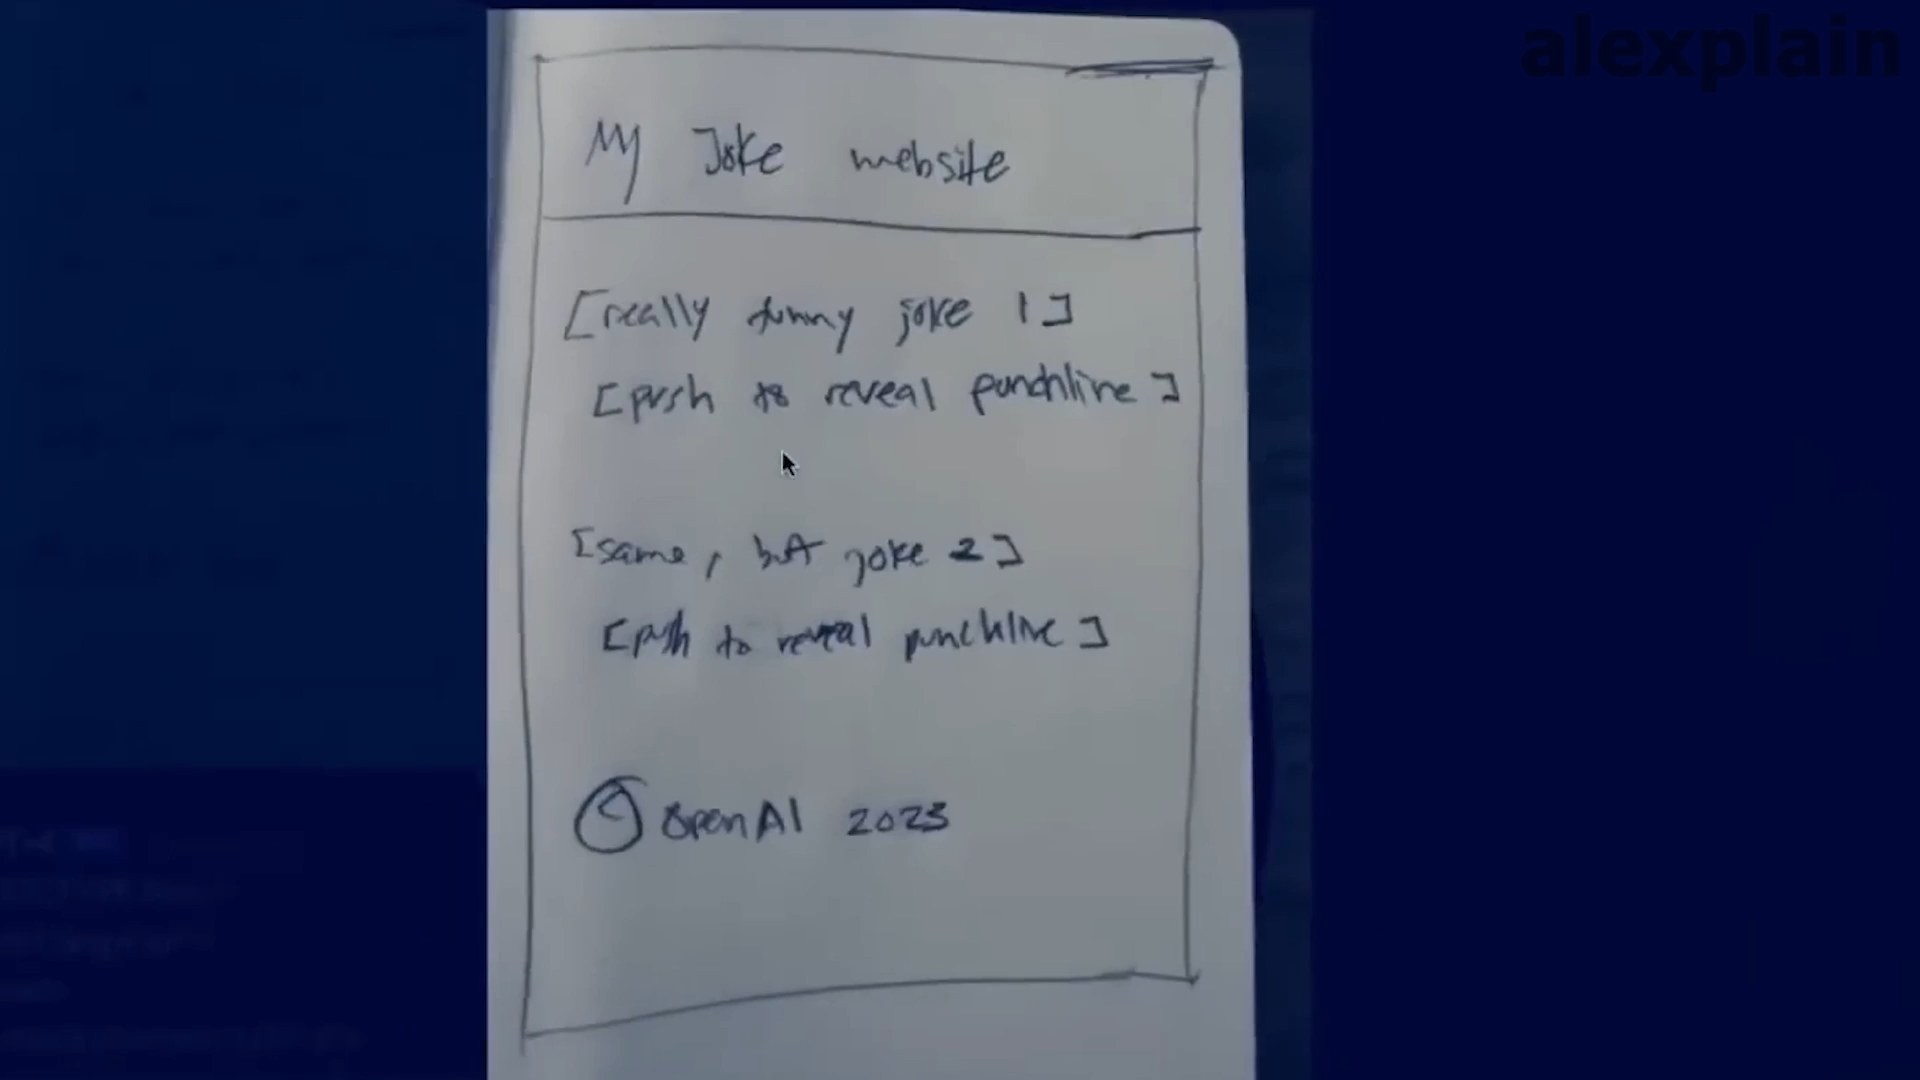 alexplain
My Joke website
[really funny joke 1]
[push to reveal punchline]
[same, but joke 2]
[push to reveal punchline]
© OpenAI 2023